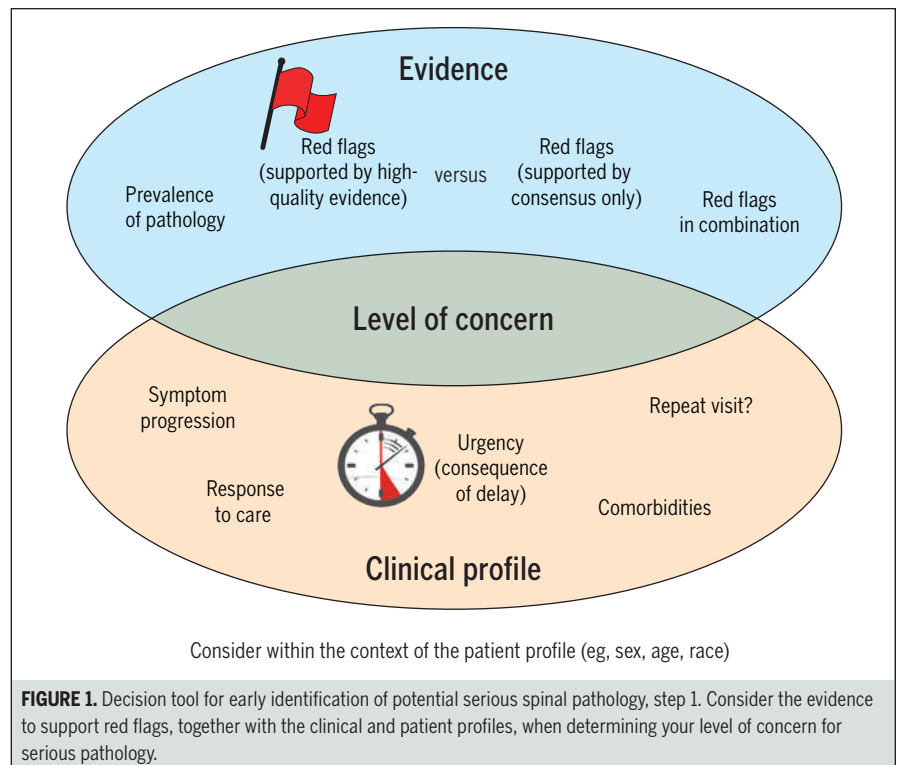 Evidence
Red flags
(supported by high-
quality evidence)
versus
Red flags
(supported by
consensus only)
Prevalence
of pathology
Red flags
in combination
Level of concern
Symptom
progression
Repeat visit?
Urgency
(consequence
of delay)
Response
to care
Comorbidities
Clinical profile
Consider within the context of the patient profile (eg, sex, age, race)
FIGURE 1. Decision tool for early identification of potential serious spinal pathology, step 1. Consider the evidence
to support red flags, together with the clinical and patient profiles, when determining your level of concern for
serious pathology.